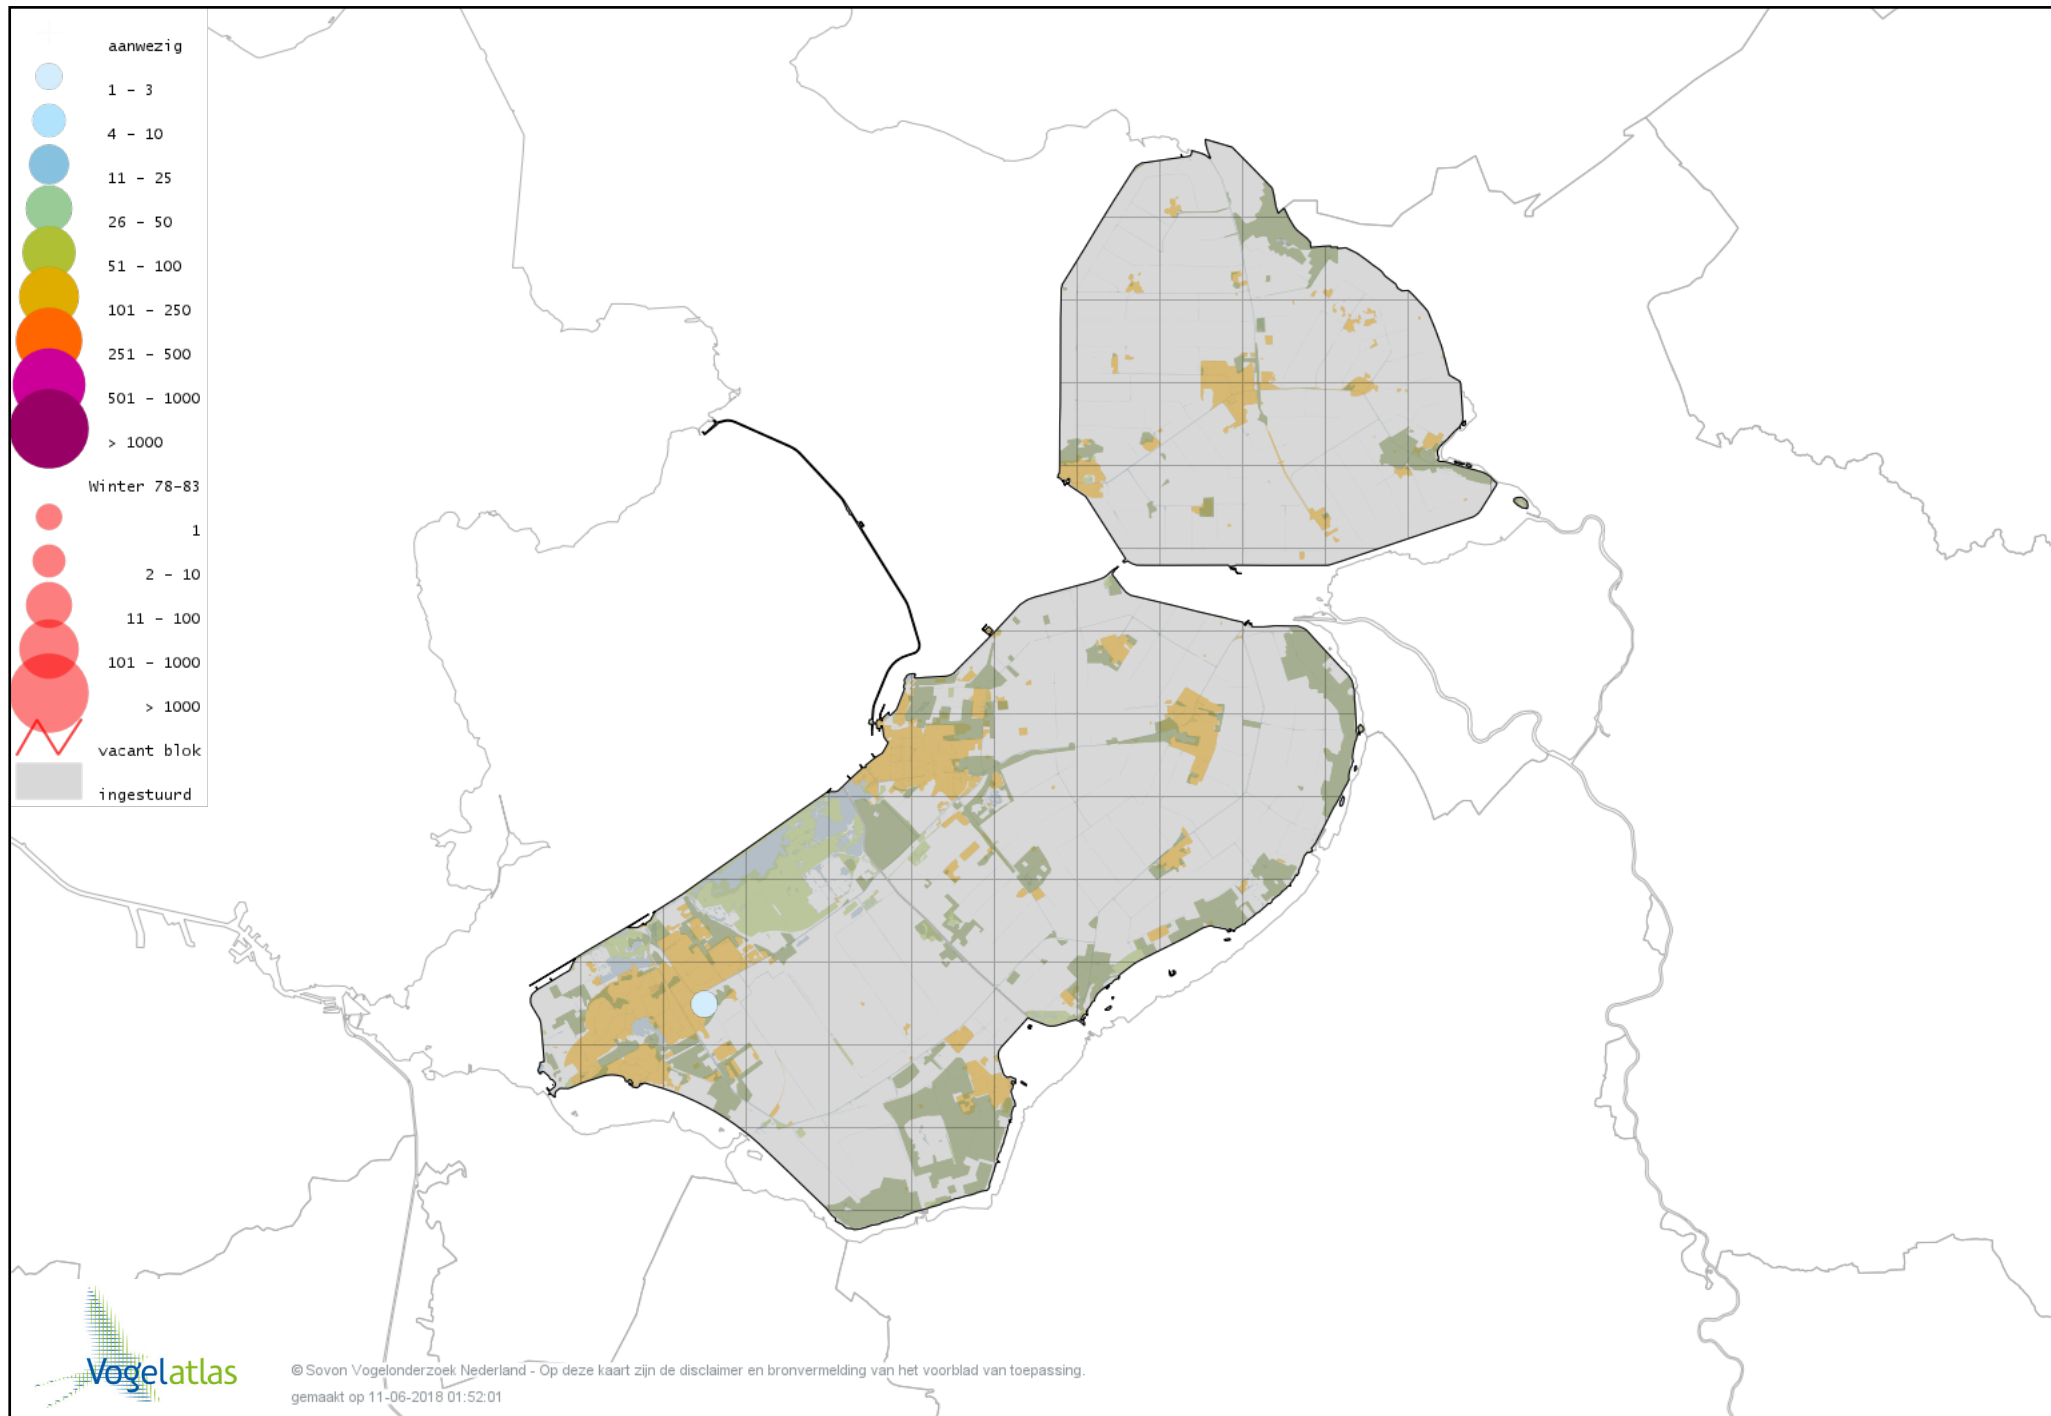 aanwezig
1 - 3
4 - 10
11 - 25
26 - 50
51 - 100
101 - 250
251 - 500
501 - 1000
> 1000
Winter 78-83
1
2 - 10
11 - 100
101 - 1000
> 1000
vacant blok
ingestuurd
Vogelatlas
© Sovon Vogelonderzoek Nederland - Op deze kaart zijn de disclaimer en bronvermelding van het voorblad van toepassing.
gemaakt op 11-06-2018 01:52:01